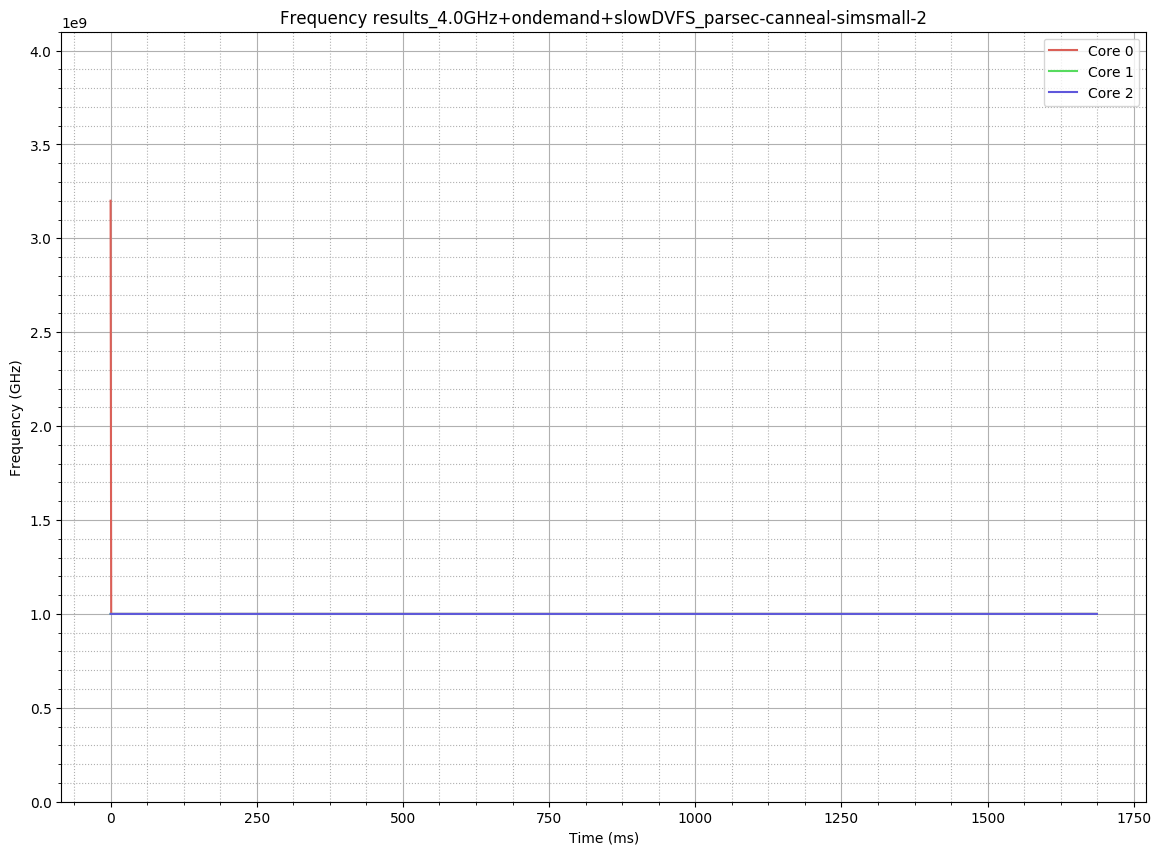 Frequency results_4.0GHz+ondemand+slowDVFS_parsec-canneal-simsmall-2
1e9
4.0
3.5
3.0
2.5
2.0
1.5
1.0
0.5
0.0
Frequency (GHz)
Core 0
Core 1
Core 2
0 250 500 750 1000 1250 1500 1750
Time (ms)